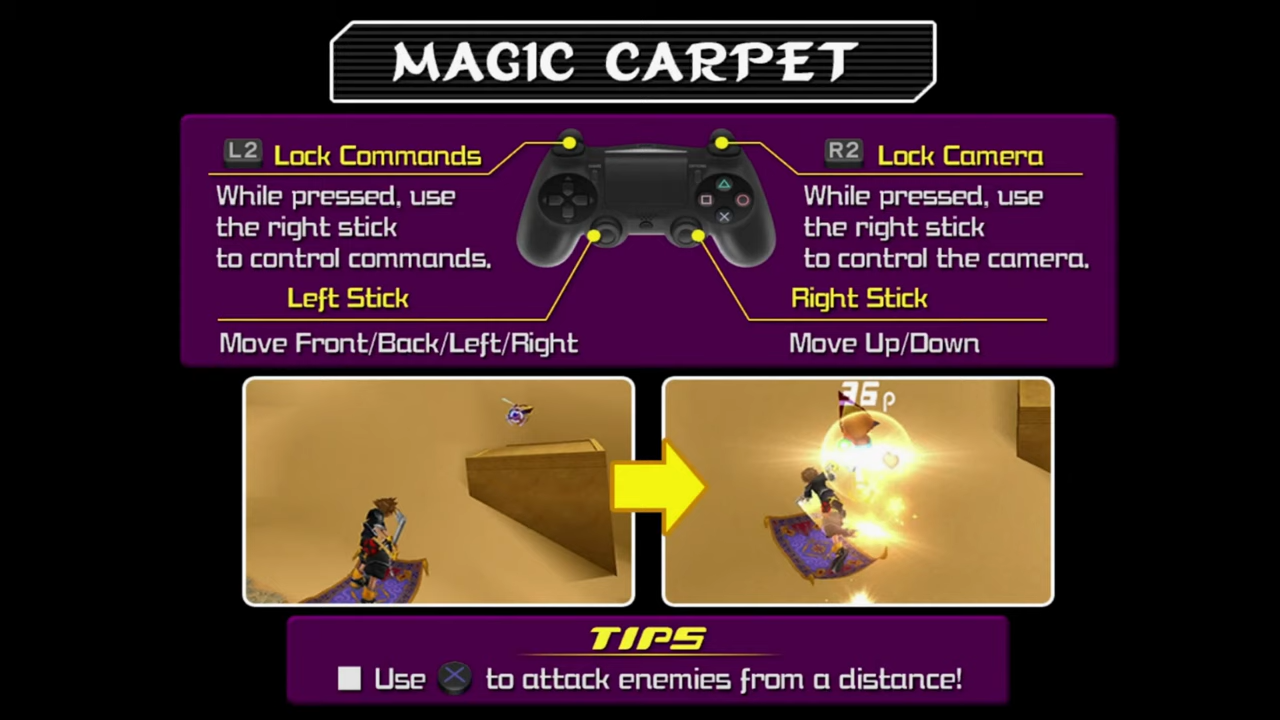 MAGIC CARPET
L2 Lock Commands
While pressed, use
the right stick
to control commands.
Left Stick
Move Front/Back/Left/Right
R2 Lock Camera
While pressed, use
the right stick
to control the camera.
Right Stick
Move Up/Down
36p
TIPS
Use to attack enemies from a distance!